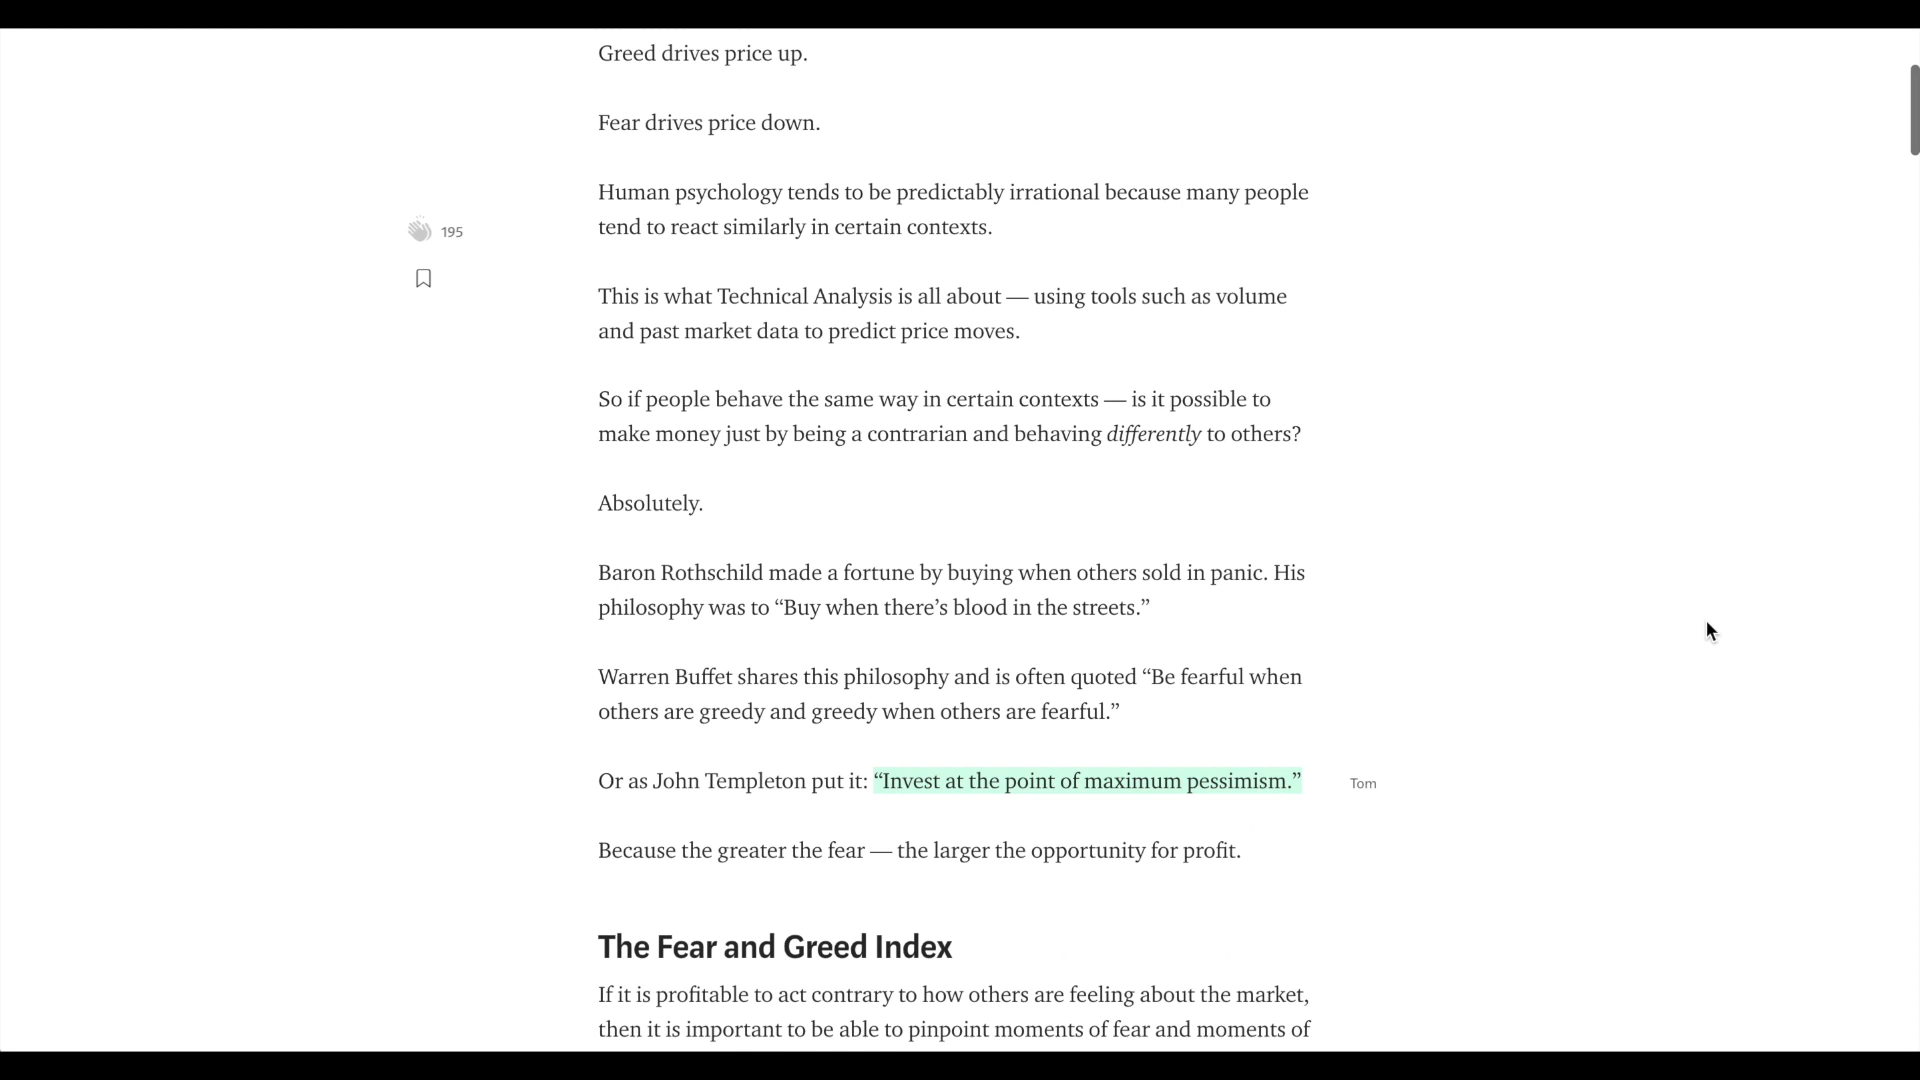 Greed drives price up.
Fear drives price down.
Human psychology tends to be predictably irrational because many people
tend to react similarly in certain contexts.
195
This is what Technical Analysis is all about — using tools such as volume
and past market data to predict price moves.
So if people behave the same way in certain contexts — is it possible to
make money just by being a contrarian and behaving differently to others?
Absolutely.
Baron Rothschild made a fortune by buying when others sold in panic. His
philosophy was to “Buy when there’s blood in the streets.”
Warren Buffet shares this philosophy and is often quoted “Be fearful when
others are greedy and greedy when others are fearful.”
Or as John Templeton put it: “Invest at the point of maximum pessimism.”
Tom
Because the greater the fear — the larger the opportunity for profit.
The Fear and Greed Index
If it is profitable to act contrary to how others are feeling about the market,
then it is important to be able to pinpoint moments of fear and moments of